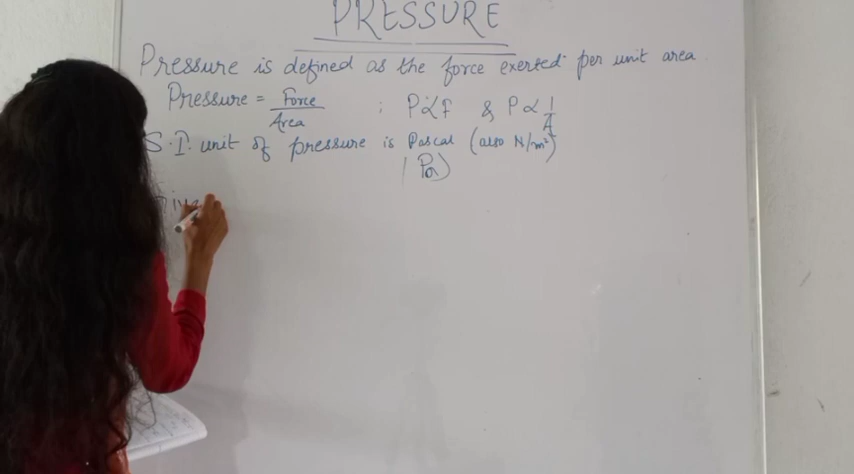 PRESSURE
Pressure is defined as the force exerted per unit area
Pressure = Force / Area ; P∝F & P∝ 1/A
S.I. unit of pressure is Pascal (also N/m²)
(Pa)